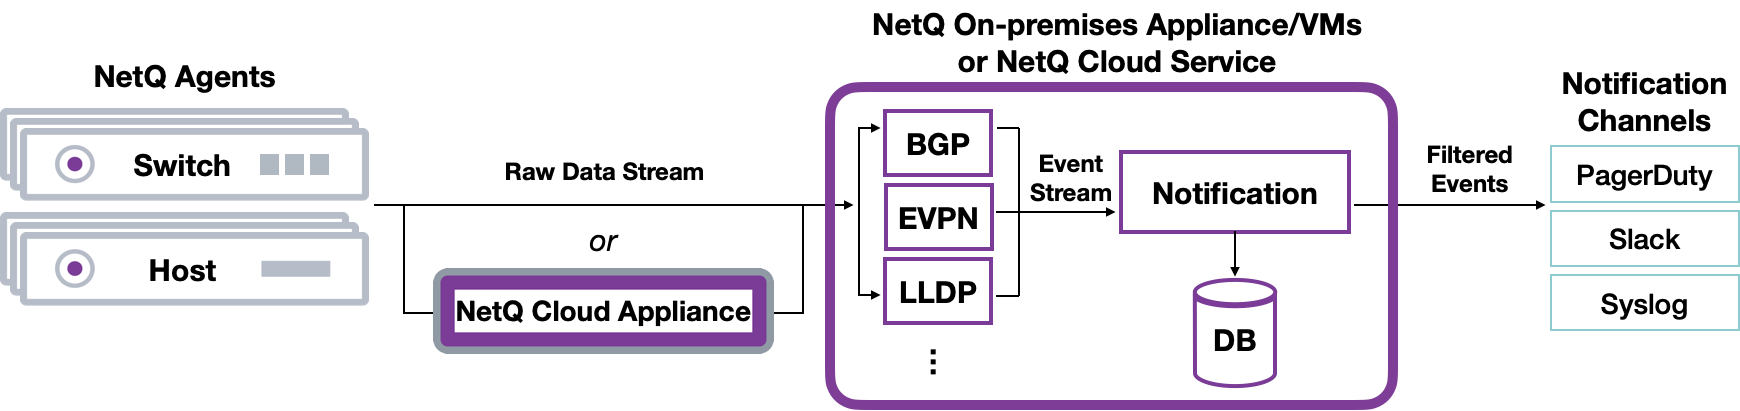 NetQ On-premises Appliance/VMs
or NetQ Cloud Service
NetQ Agents
Notification
Channels
Switch
Host
Raw Data Stream
or
NetQ Cloud Appliance
BGP
EVPN
LLDP
Event
Stream
Notification
DB
Filtered
Events
PagerDuty
Slack
Syslog